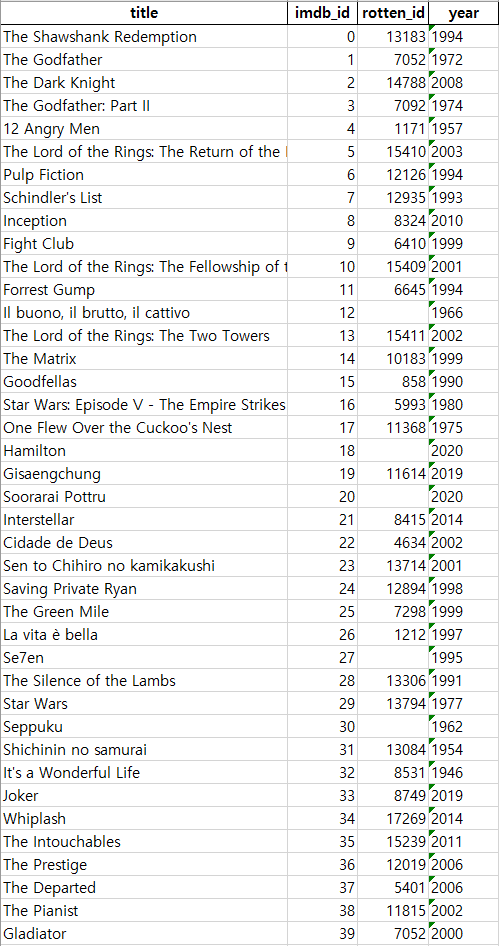 title imdb_id rotten_id year
The Shawshank Redemption 0 13183 1994
The Godfather 1 7052 1972
The Dark Knight 2 14788 2008
The Godfather: Part II 3 7092 1974
12 Angry Men 4 1171 1957
The Lord of the Rings: The Return of the 5 15410 2003
Pulp Fiction 6 12126 1994
Schindler's List 7 12935 1993
Inception 8 8324 2010
Fight Club 9 6410 1999
The Lord of the Rings: The Fellowship of t 10 15409 2001
Forrest Gump 11 6645 1994
Il buono, il brutto, il cattivo 12 1966
The Lord of the Rings: The Two Towers 13 15411 2002
The Matrix 14 10183 1999
Goodfellas 15 858 1990
Star Wars: Episode V - The Empire Strikes 16 5993 1980
One Flew Over the Cuckoo's Nest 17 11368 1975
Hamilton 18 2020
Gisaengchung 19 11614 2019
Soorarai Pottru 20 2020
Interstellar 21 8415 2014
Cidade de Deus 22 4634 2002
Sen to Chihiro no kamikakushi 23 13714 2001
Saving Private Ryan 24 12894 1998
The Green Mile 25 7298 1999
La vita è bella 26 1212 1997
Se7en 27 1995
The Silence of the Lambs 28 13306 1991
Star Wars 29 13794 1977
Seppuku 30 1962
Shichinin no samurai 31 13084 1954
It's a Wonderful Life 32 8531 1946
Joker 33 8749 2019
Whiplash 34 17269 2014
The Intouchables 35 15239 2011
The Prestige 36 12019 2006
The Departed 37 5401 2006
The Pianist 38 11815 2002
Gladiator 39 7052 2000